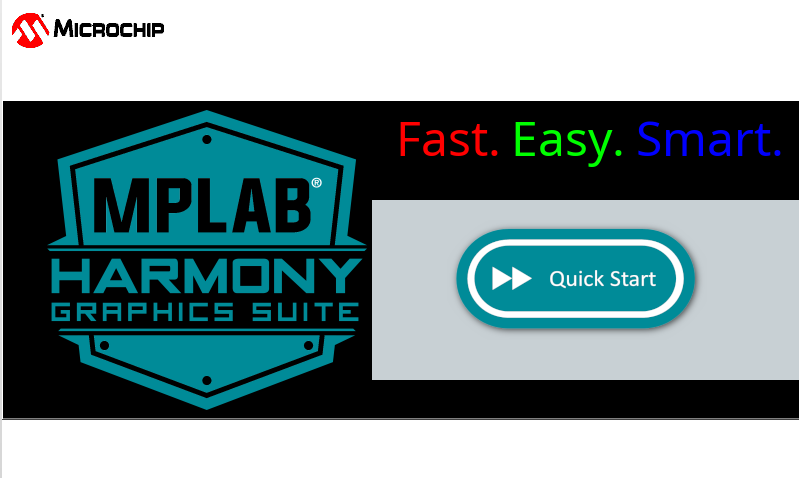 MICROCHIP
Fast. Easy. Smart.
MPLAB®
HARMONY
GRAPHICS SUITE
Quick Start